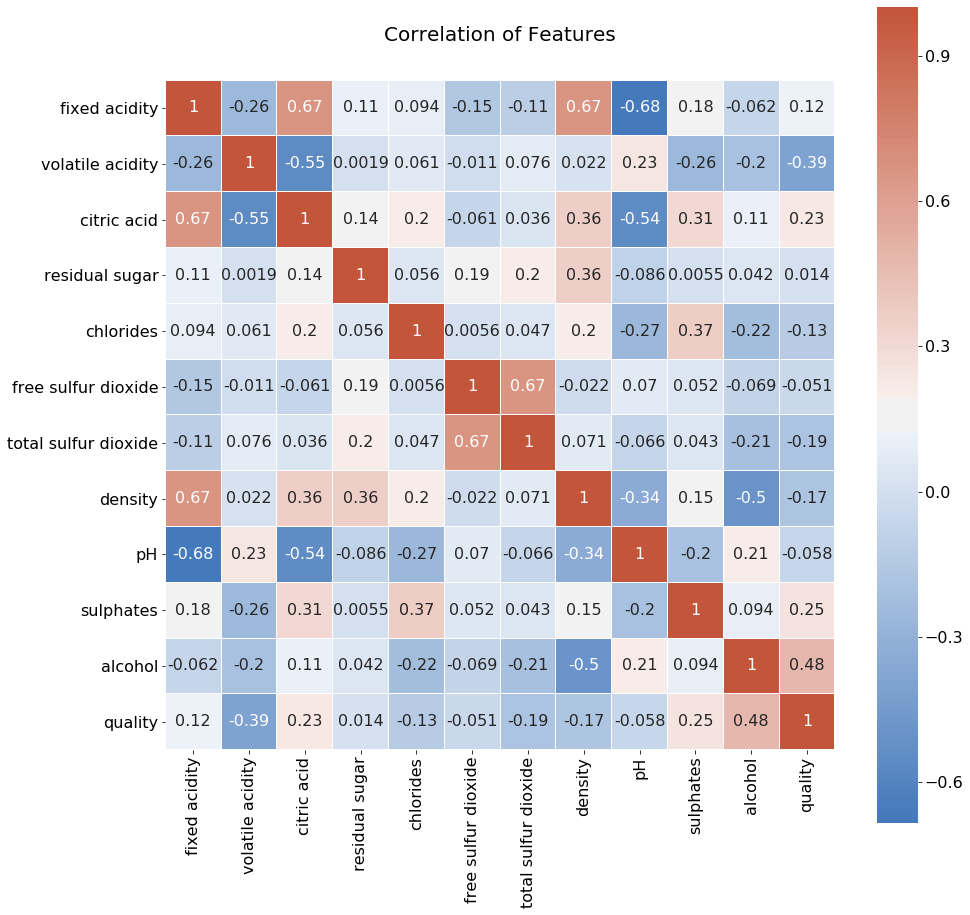 Correlation of Features
fixed acidity 1 -0.26 0.67 0.11 0.094 -0.15 -0.11 0.67 -0.68 0.18 -0.062 0.12
volatile acidity -0.26 1 -0.55 0.0019 0.061 -0.011 0.076 0.022 0.23 -0.26 -0.2 -0.39
citric acid 0.67 -0.55 1 0.14 0.2 -0.061 0.036 0.36 -0.54 0.31 0.11 0.23
residual sugar 0.11 0.0019 0.14 1 0.056 0.19 0.2 0.36 -0.086 0.0055 0.042 0.014
chlorides 0.094 0.061 0.2 0.056 1 0.0056 0.047 0.2 -0.27 0.37 -0.22 -0.13
free sulfur dioxide -0.15 -0.011 -0.061 0.19 0.0056 1 0.67 -0.022 0.07 0.052 -0.069 -0.051
total sulfur dioxide -0.11 0.076 0.036 0.2 0.047 0.67 1 0.071 -0.066 0.043 -0.21 -0.19
density 0.67 0.022 0.36 0.36 0.2 -0.022 0.071 1 -0.34 0.15 -0.5 -0.17
pH -0.68 0.23 -0.54 -0.086 -0.27 0.07 -0.066 -0.34 1 -0.2 0.21 -0.058
sulphates 0.18 -0.26 0.31 0.0055 0.37 0.052 0.043 0.15 -0.2 1 0.094 0.25
alcohol -0.062 -0.2 0.11 0.042 -0.22 -0.069 -0.21 -0.5 0.21 0.094 1 0.48
quality 0.12 -0.39 0.23 0.014 -0.13 -0.051 -0.19 -0.17 -0.058 0.25 0.48 1
fixed acidity
volatile acidity
citric acid
residual sugar
chlorides
free sulfur dioxide
total sulfur dioxide
density
pH
sulphates
alcohol
quality
0.9
0.6
0.3
0.0
−0.3
−0.6